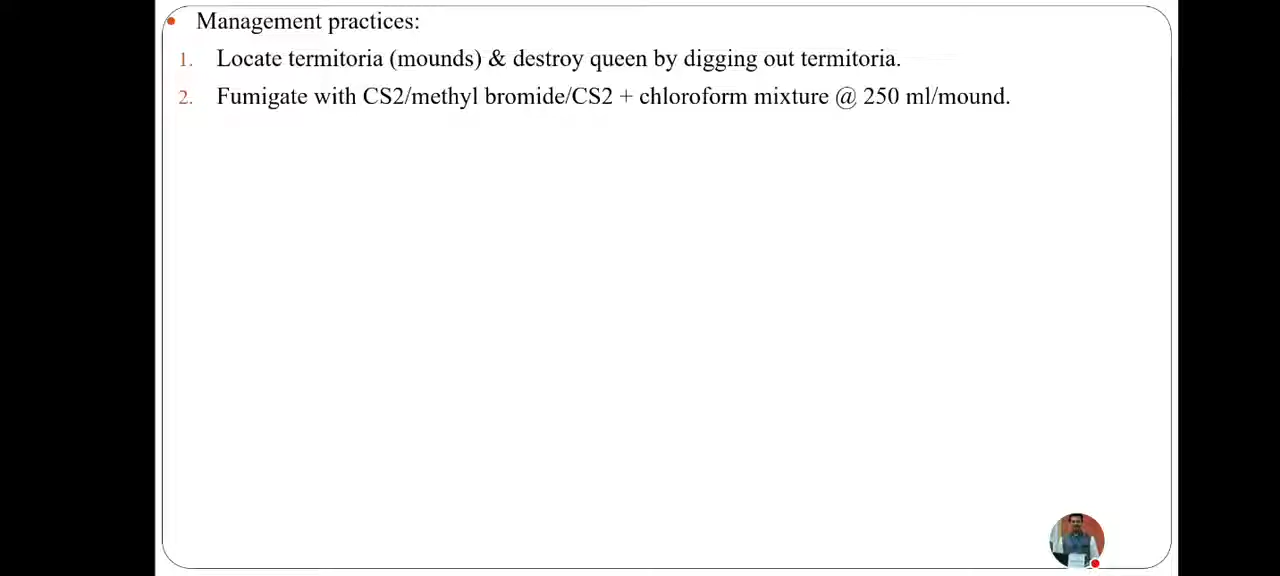 • Management practices:
1. Locate termitoria (mounds) & destroy queen by digging out termitoria.
2. Fumigate with CS2/methyl bromide/CS2 + chloroform mixture @ 250 ml/mound.